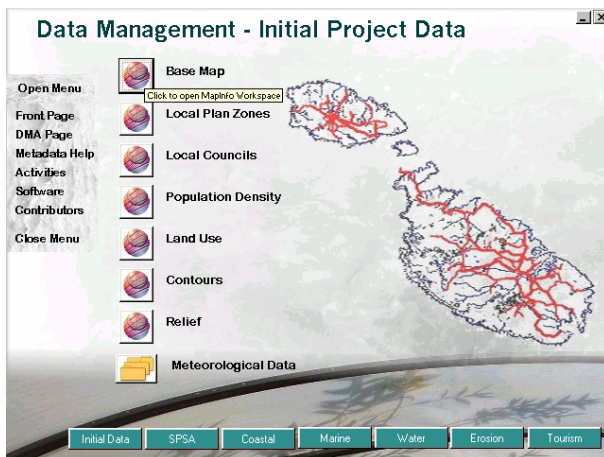 Data Management - Initial Project Data
Open Menu
Front Page
DMA Page
Metadata Help
Activities
Software
Contributors
Close Menu
Base Map
Click to open MapInfo Workspace
Local Plan Zones
Local Councils
Population Density
Land Use
Contours
Relief
Meteorological Data
Initial Data
SPSA
Coastal
Marine
Water
Erosion
Tourism